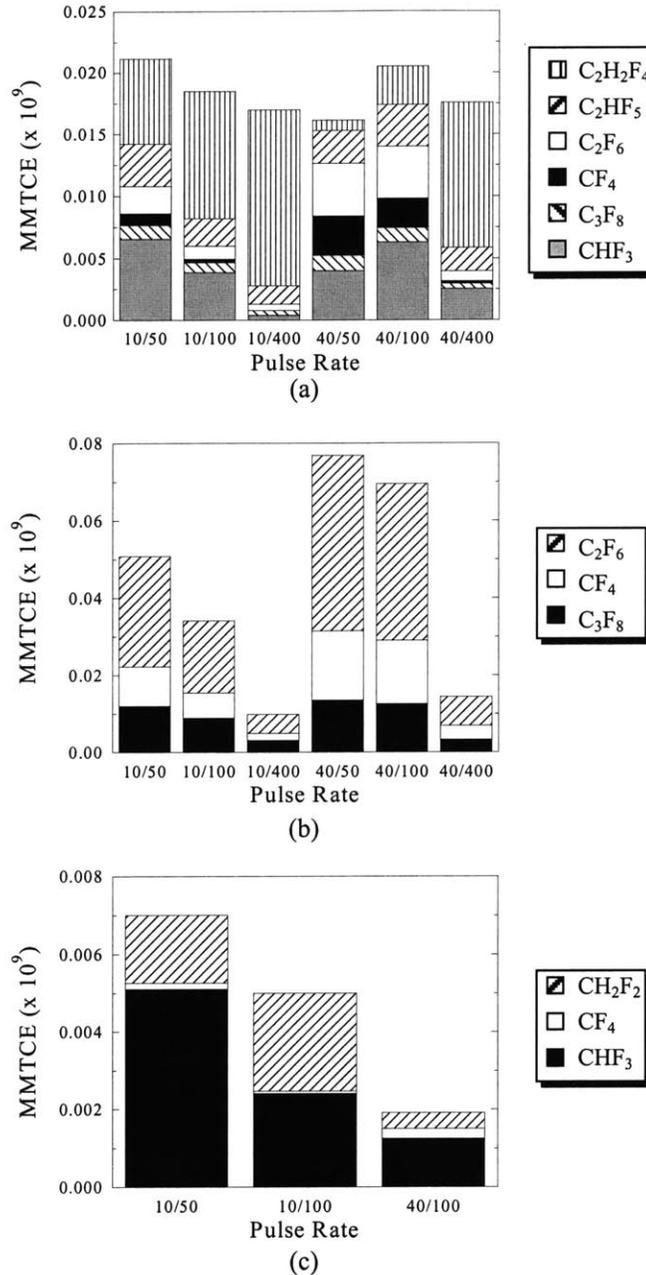 0.025
0.020
0.015
0.010
0.005
0.000
MMTCE (x 10⁹)
10/50 10/100 10/400 40/50 40/100 40/400
Pulse Rate
C₂H₂F₄
C₂HF₅
C₂F₆
CF₄
C₃F₈
CHF₃
(a)
0.08
0.06
0.04
0.02
0.00
MMTCE (x 10⁹)
10/50 10/100 10/400 40/50 40/100 40/400
Pulse Rate
C₂F₆
CF₄
C₃F₈
(b)
0.008
0.006
0.004
0.002
0.000
MMTCE (x 10⁹)
10/50 10/100 40/100
Pulse Rate
CH₂F₂
CF₄
CHF₃
(c)